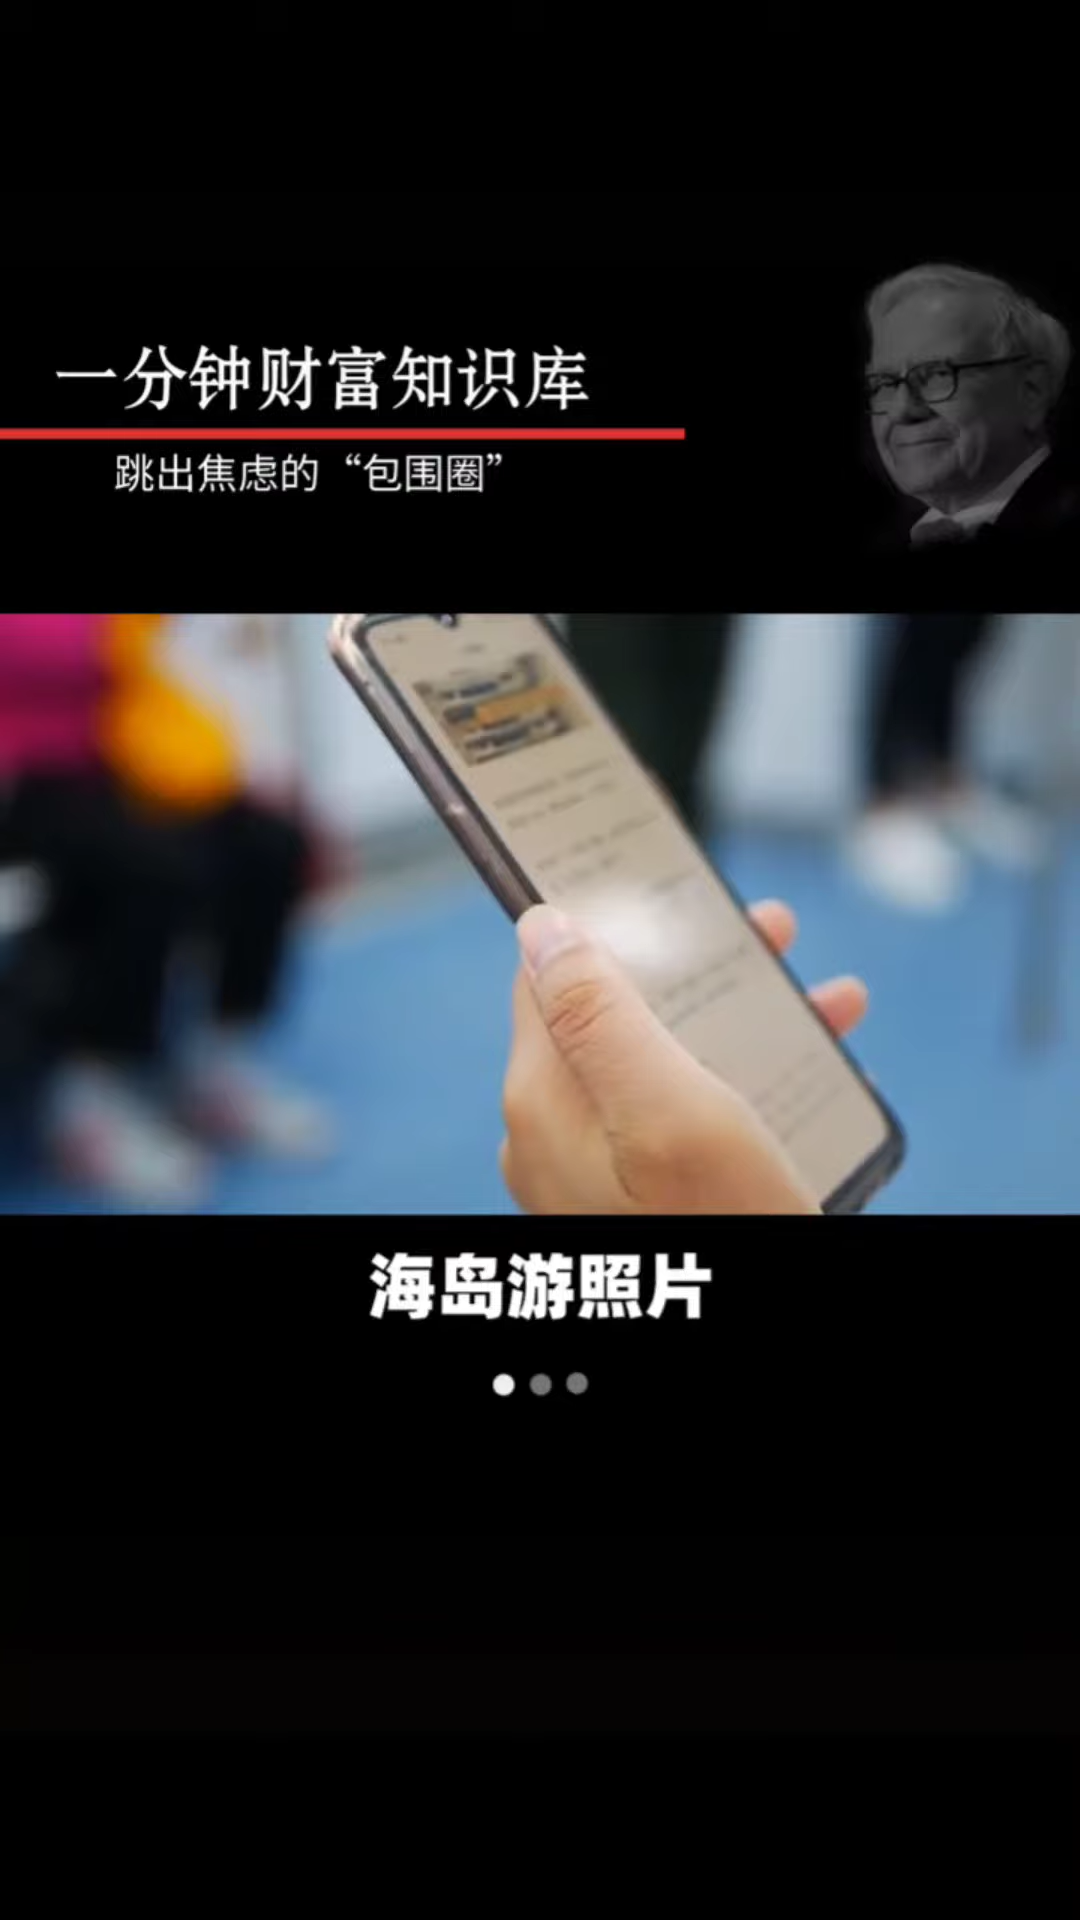 一分钟财富知识库
跳出焦虑的“包围圈”
海岛游照片